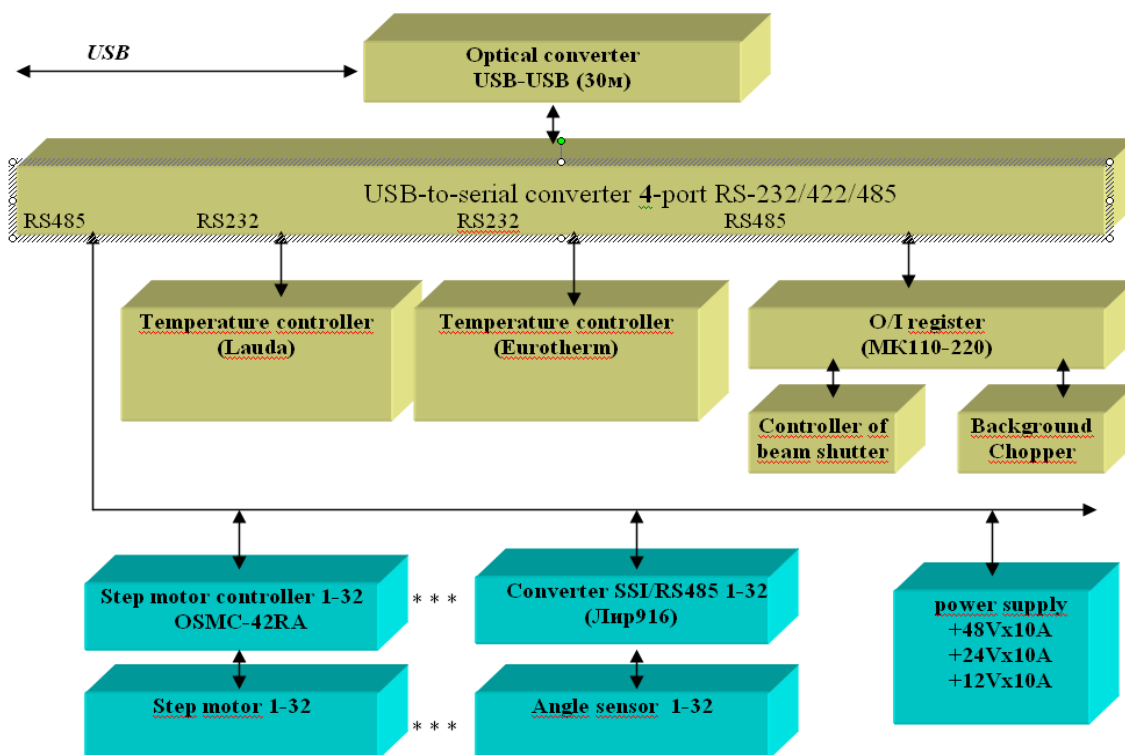 USB
Optical converter
USB-USB (30м)
USB-to-serial converter 4-port RS-232/422/485
RS485 RS232 RS232 RS485
Temperature controller
(Lauda)
Temperature controller
(Eurotherm)
O/I register
(МК110-220)
Controller of
beam shutter
Background
Chopper
Step motor controller 1-32
OSMC-42RA
* * *
Converter SSI/RS485 1-32
(Лир916)
power supply
+48Vx10A
+24Vx10A
+12Vx10A
Step motor 1-32
* * *
Angle sensor 1-32